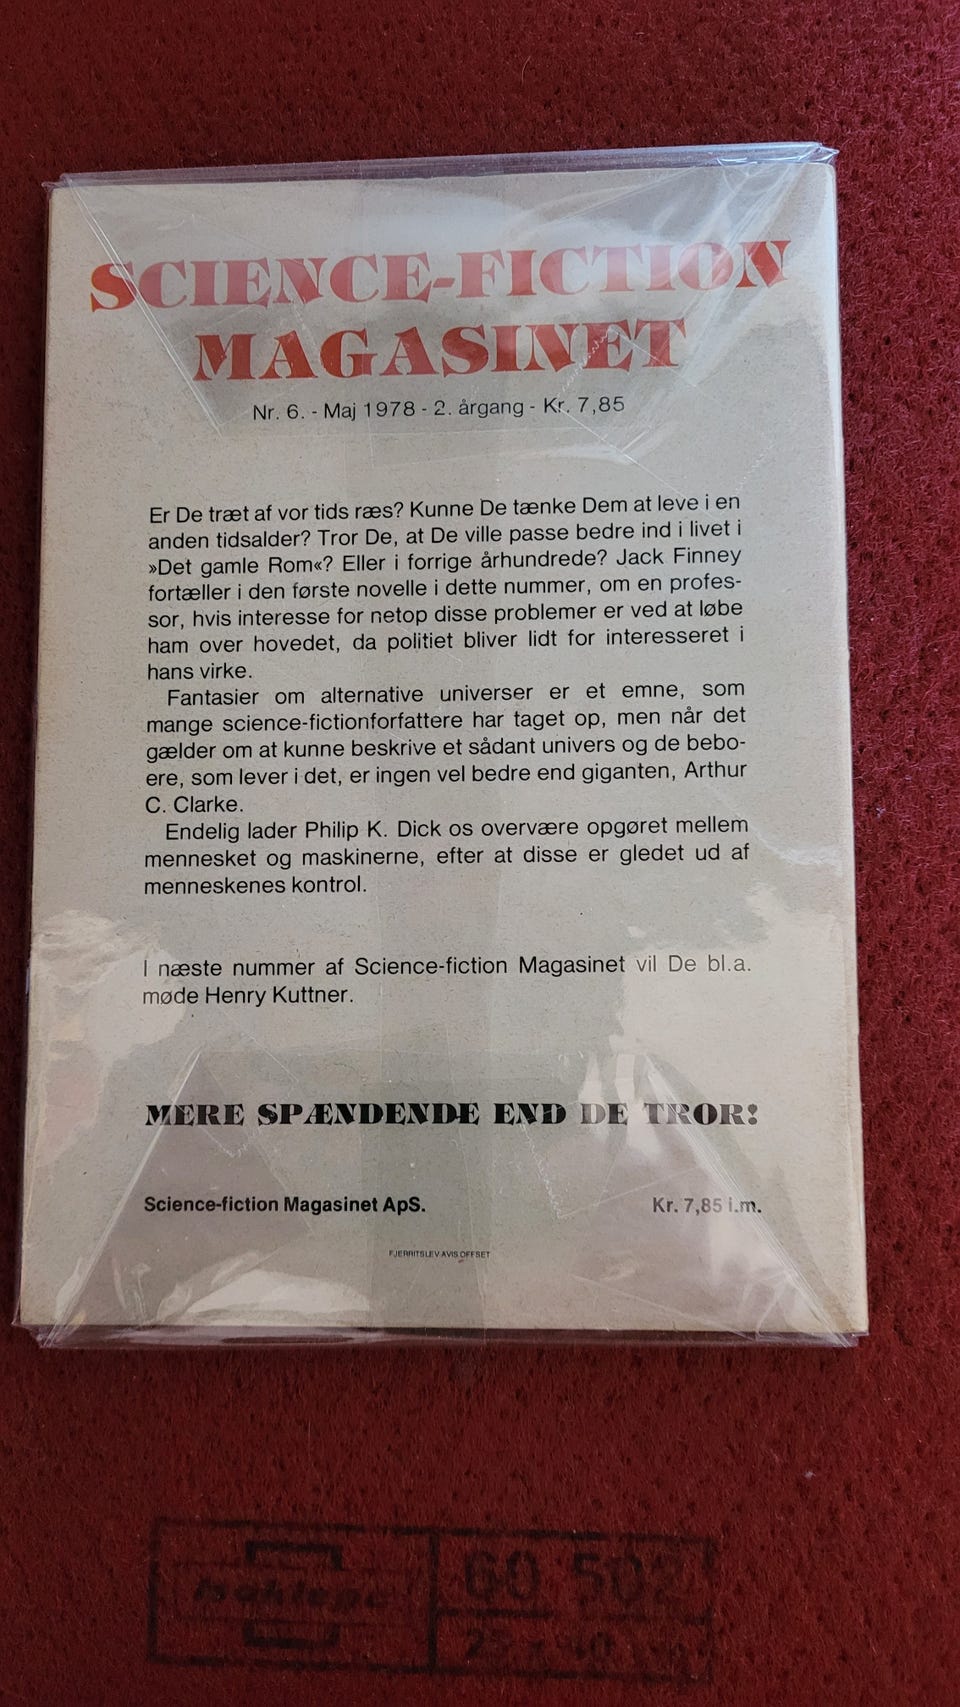 SCIENCE-FICTION
MAGASINET
Nr. 6. - Maj 1978 - 2. årgang - Kr. 7,85
Er De træt af vor tids ræs? Kunne De tænke Dem at leve i en
anden tidsalder? Tror De, at De ville passe bedre ind i livet i
»Det gamle Rom«? Eller i forrige århundrede? Jack Finney
fortæller i den første novelle i dette nummer, om en profes-
sor, hvis interesse for netop disse problemer er ved at løbe
ham over hovedet, da politiet bliver lidt for interesseret i
hans virke.
Fantasier om alternative universer er et emne, som
mange science-fictionforfattere har taget op, men når det
gælder om at kunne beskrive et sådant univers og de bebo-
ere, som lever i det, er ingen vel bedre end giganten, Arthur
C. Clarke.
Endelig lader Philip K. Dick os overvære opgøret mellem
mennesket og maskinerne, efter at disse er gledet ud af
menneskenes kontrol.
I næste nummer af Science-fiction Magasinet vil De bl.a.
møde Henry Kuttner.
MERE SPÆNDENDE END DE TROR!
Science-fiction Magasinet ApS. Kr. 7,85 i.m.
FJERRITSLEV AVIS OFFSET
60 502